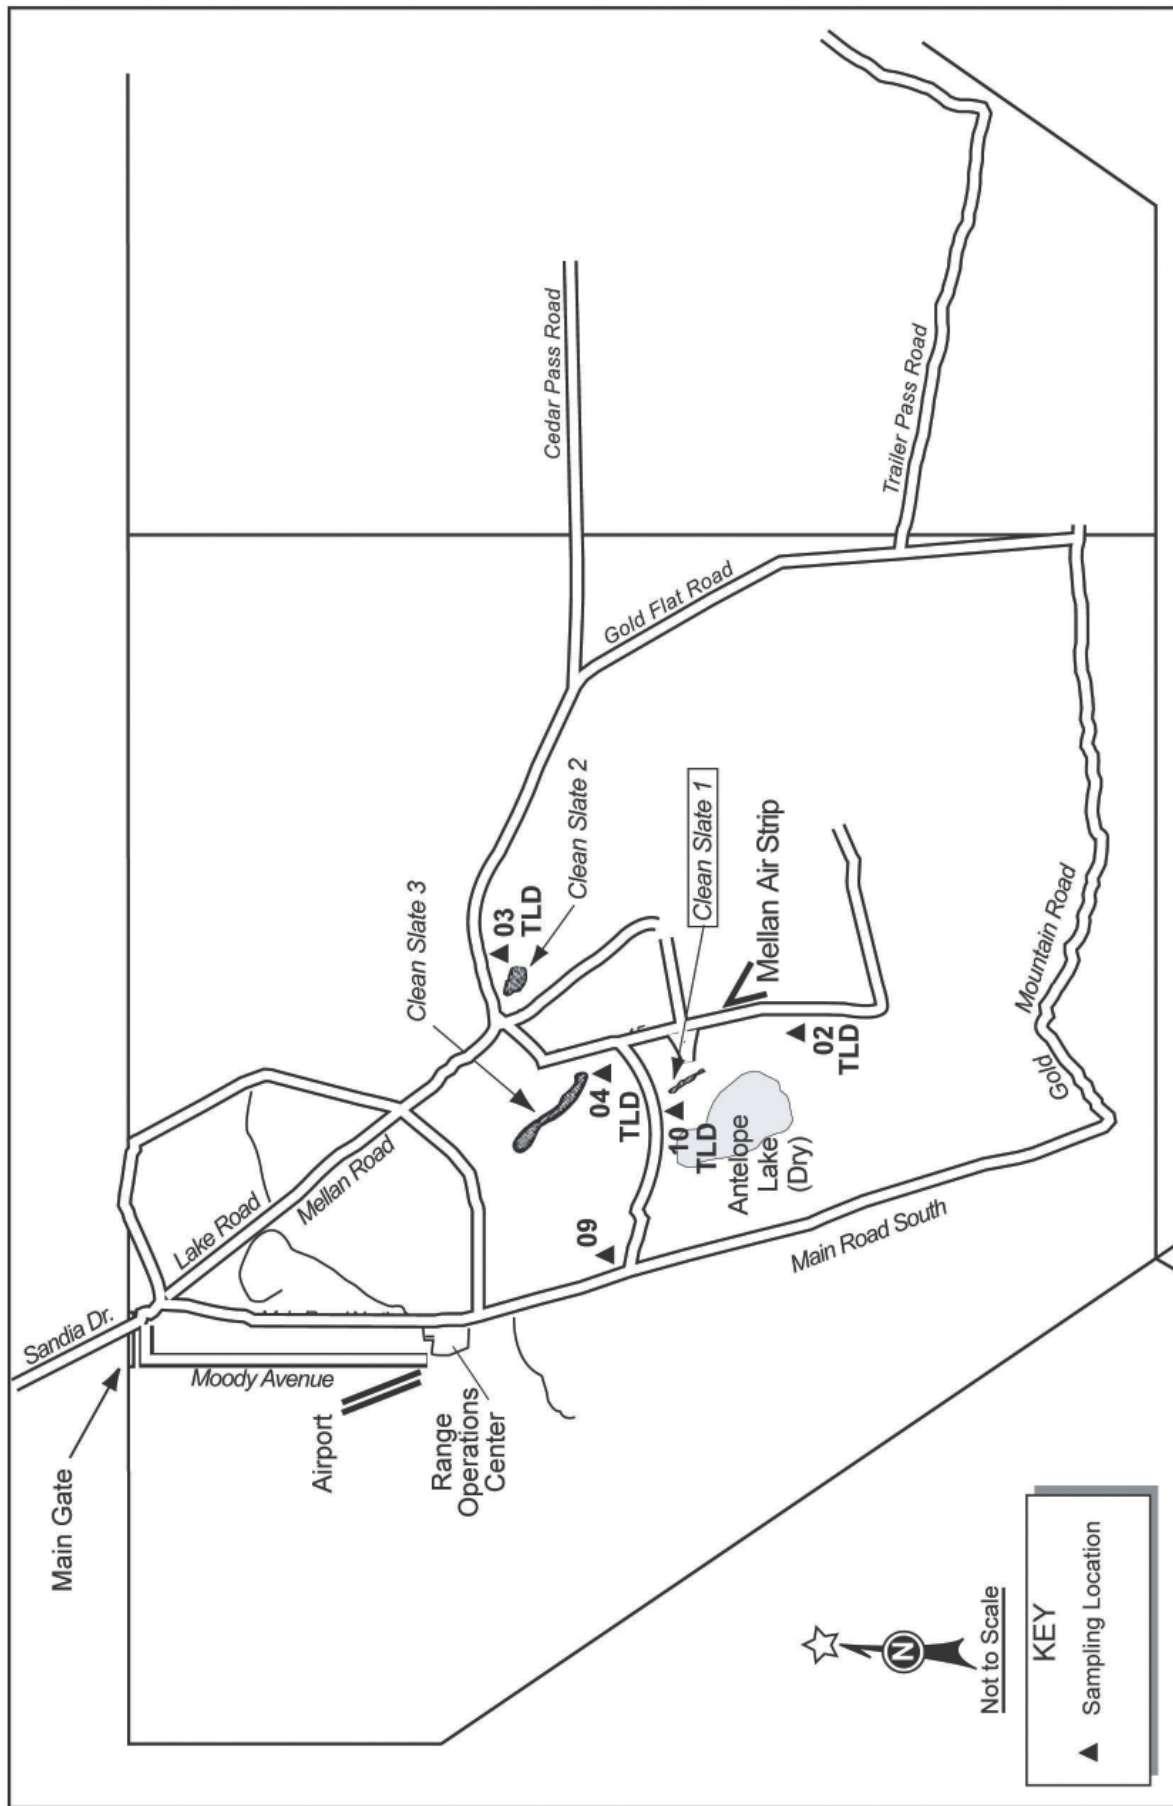 Sandia Dr.
Main Gate
Lake Road
Mellan Road
Moody Avenue
Airport
Range
Operations
Center
Clean Slate 3
Clean Slate 2
Clean Slate 1
03
TLD
04
TLD
10
TLD
09
02
TLD
Antelope
Lake
(Dry)
Mellan Air Strip
Main Road South
Gold
Mountain Road
Gold Flat Road
Cedar Pass Road
Trailer Pass Road
N
Not to Scale
KEY
Sampling Location